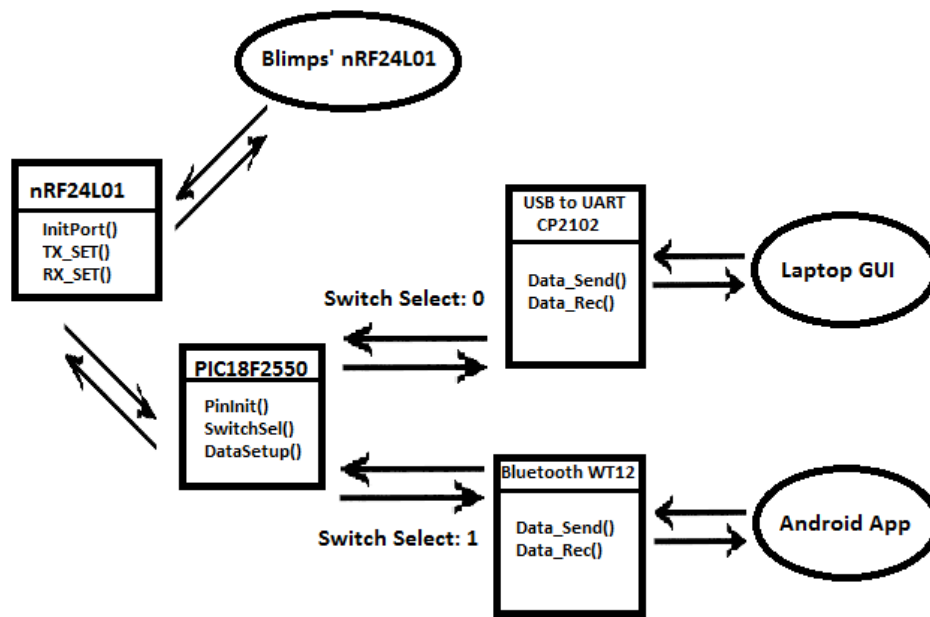 Blimps' nRF24L01
nRF24L01
InitPort()
TX_SET()
RX_SET()
USB to UART
CP2102
Data_Send()
Data_Rec()
Laptop GUI
Switch Select: 0
PIC18F2550
PinInit()
SwitchSel()
DataSetup()
Switch Select: 1
Bluetooth WT12
Data_Send()
Data_Rec()
Android App